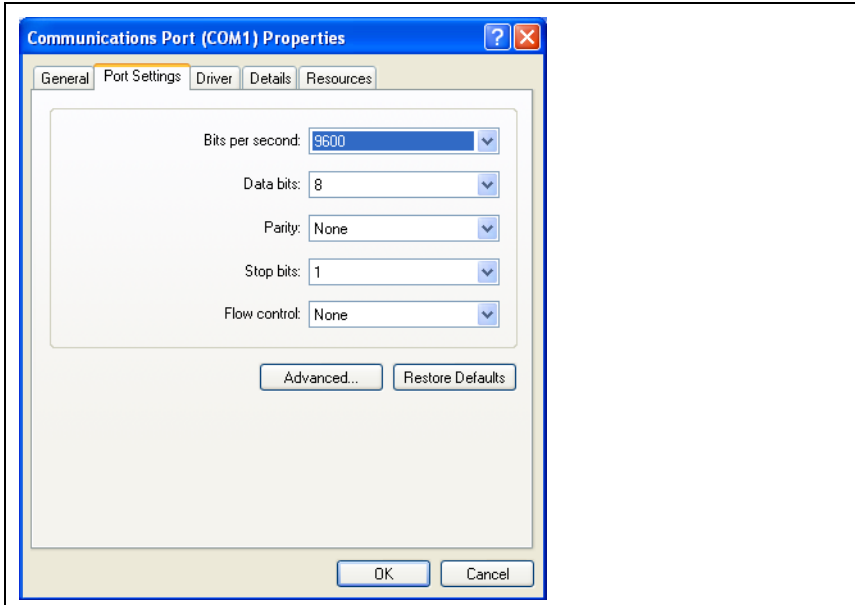 Communications Port (COM1) Properties
General Port Settings Driver Details Resources
Bits per second: 9600
Data bits: 8
Parity: None
Stop bits: 1
Flow control: None
Advanced... Restore Defaults
OK Cancel